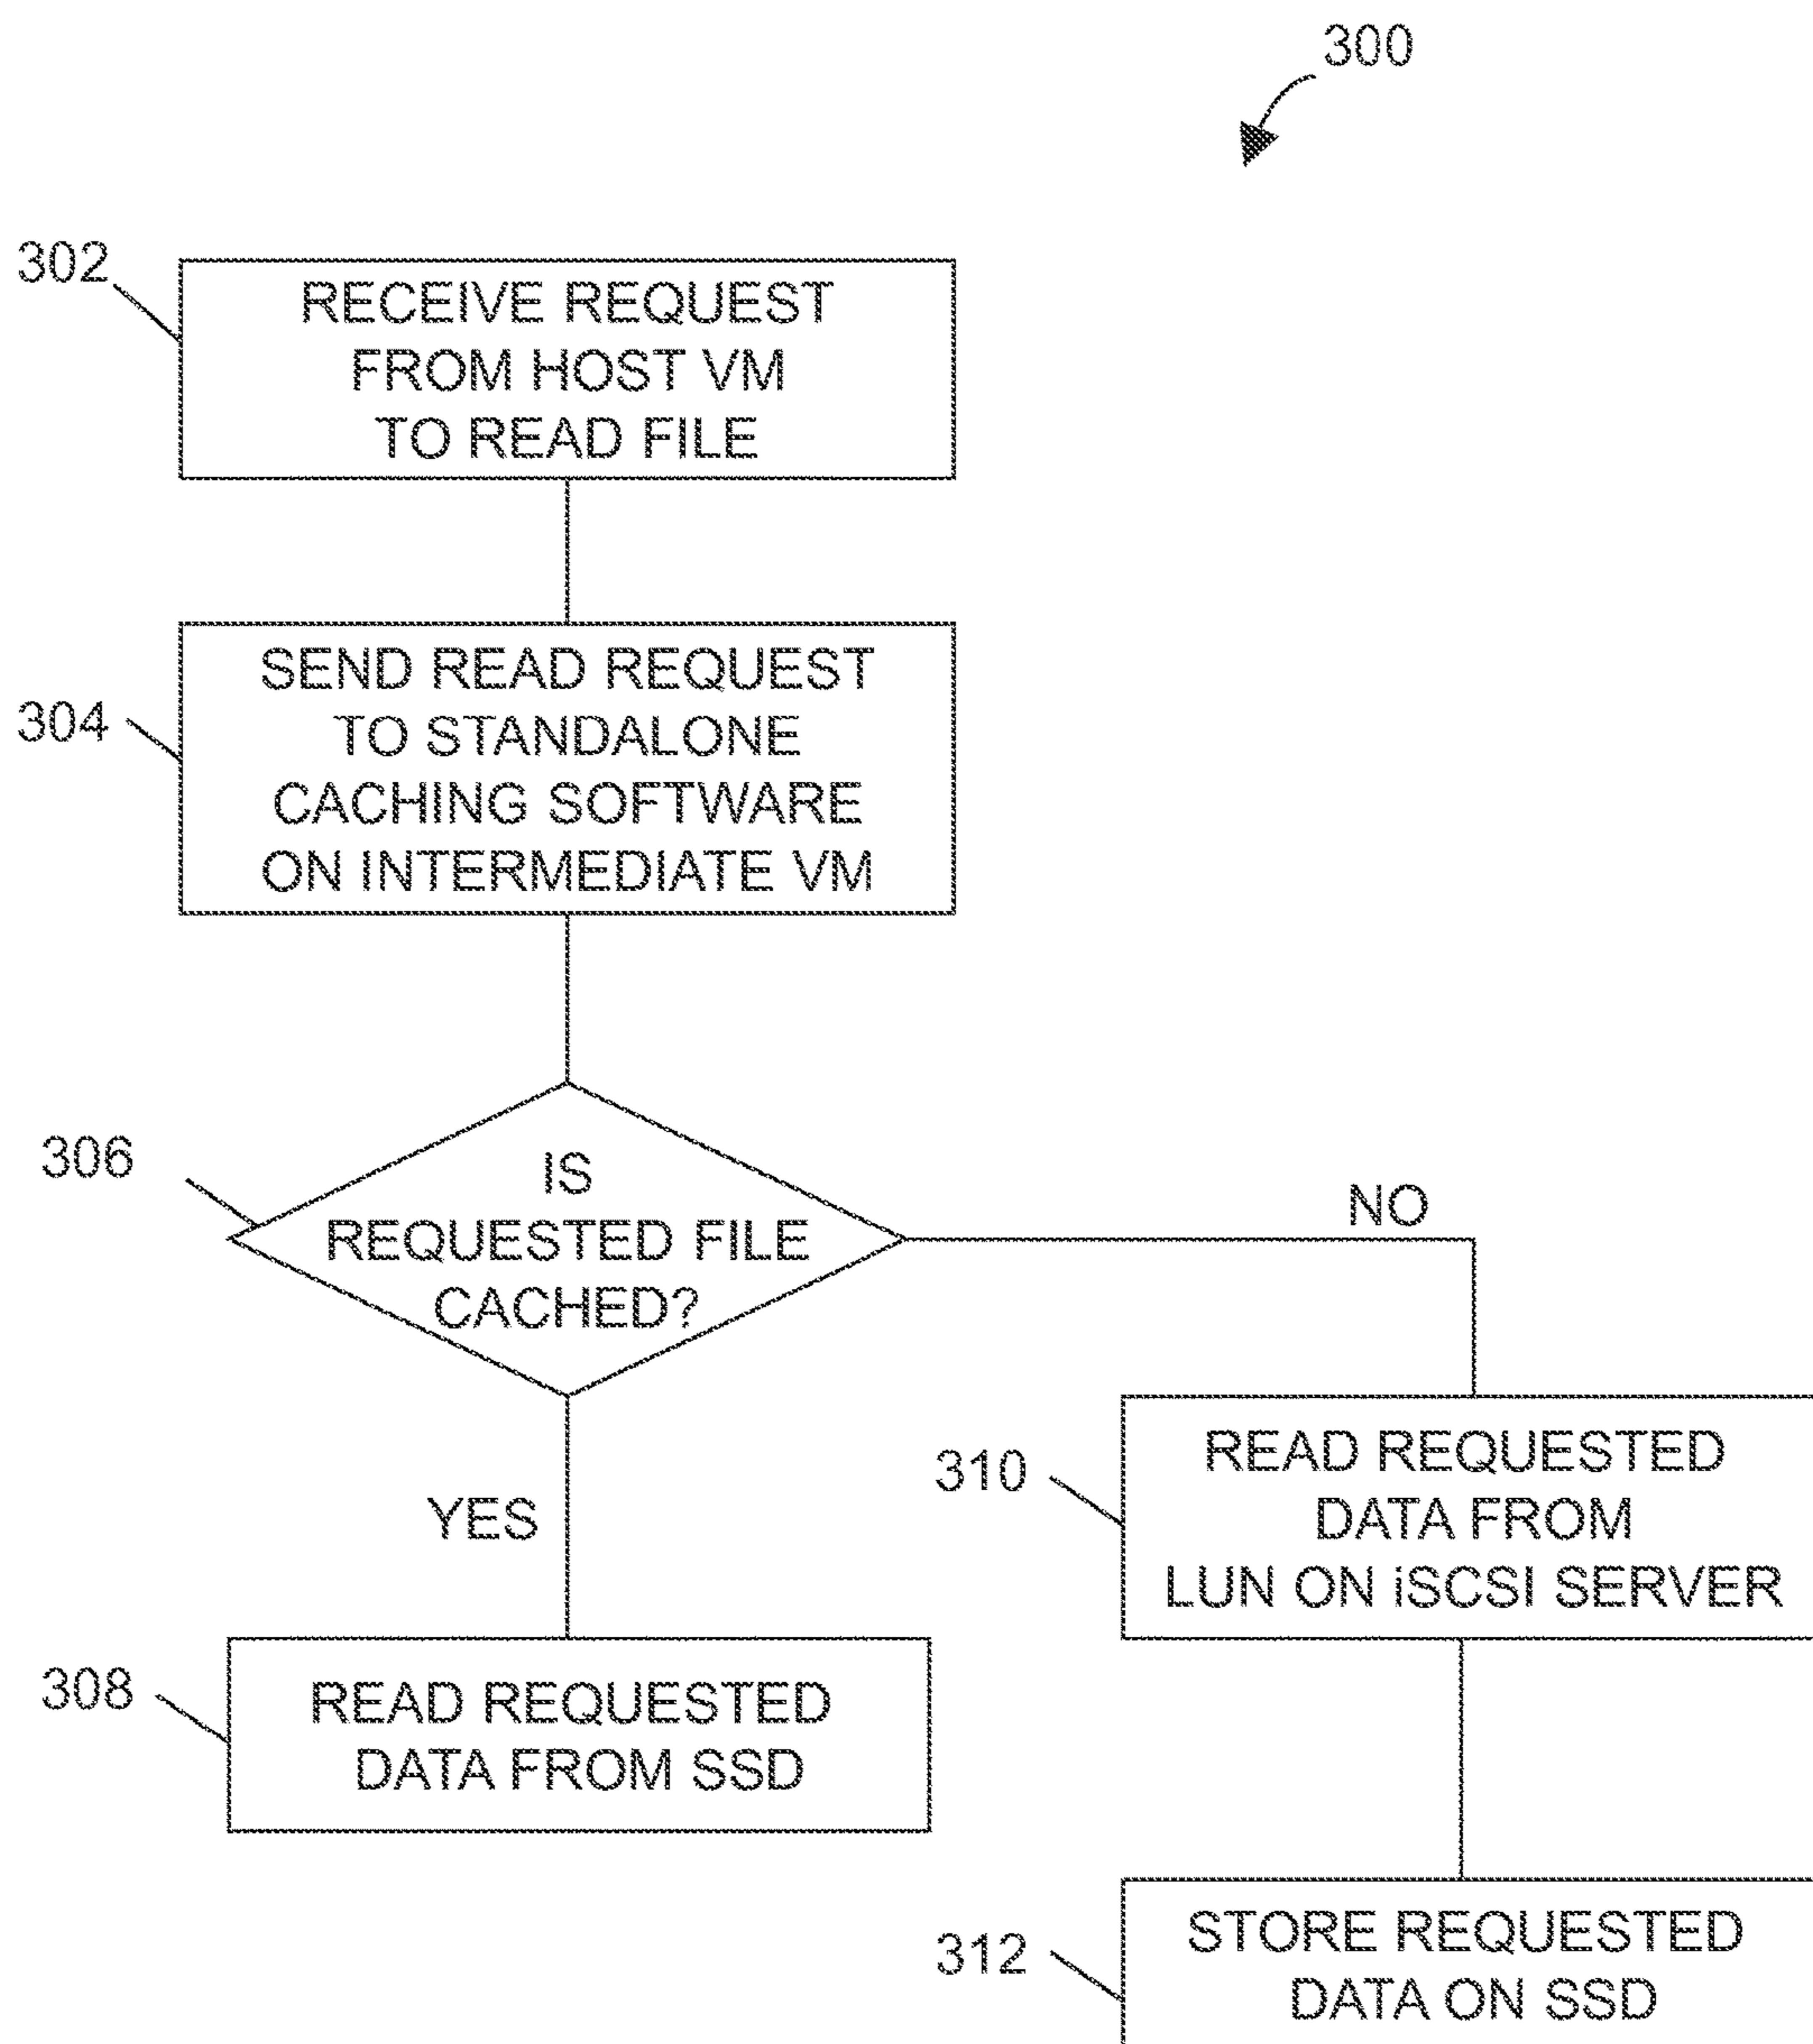 300
302
RECEIVE REQUEST
FROM HOST VM
TO READ FILE
304
SEND READ REQUEST
TO STANDALONE
CACHING SOFTWARE
ON INTERMEDIATE VM
306
IS
REQUESTED FILE
CACHED?
NO
YES
310
READ REQUESTED
DATA FROM
LUN ON iSCSI SERVER
308
READ REQUESTED
DATA FROM SSD
312
STORE REQUESTED
DATA ON SSD